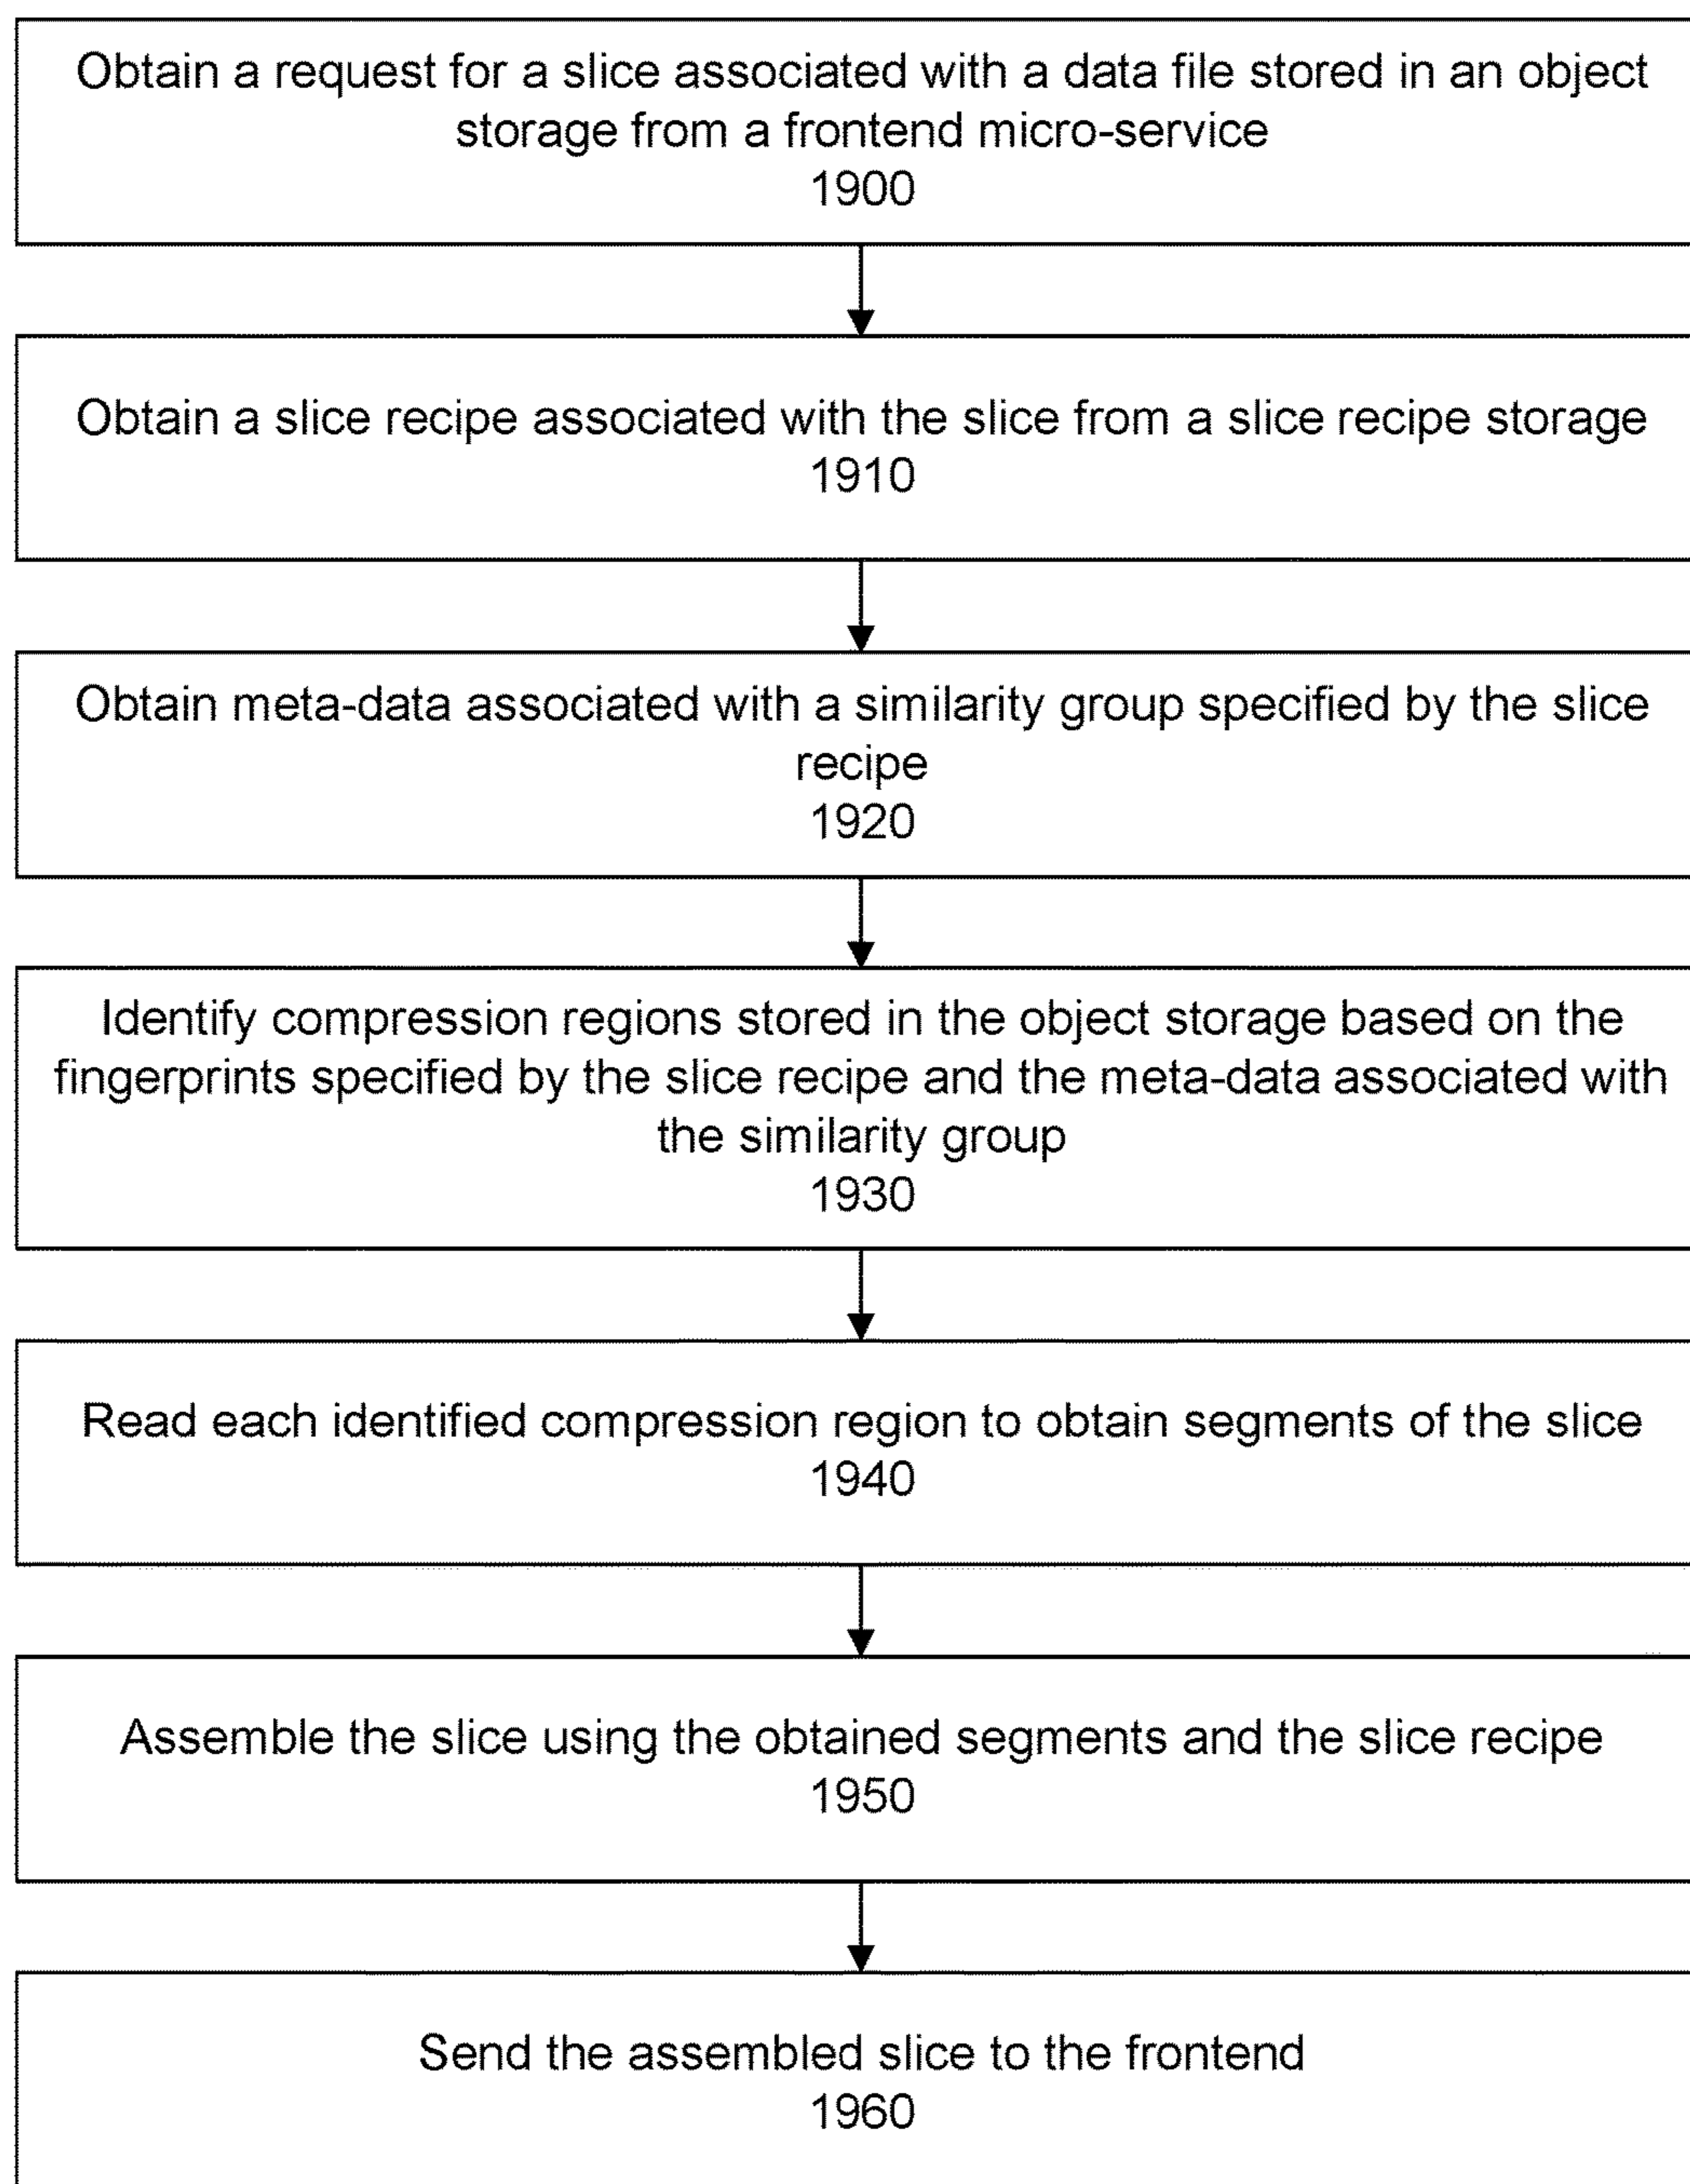 Obtain a request for a slice associated with a data file stored in an object
storage from a frontend micro-service
1900
Obtain a slice recipe associated with the slice from a slice recipe storage
1910
Obtain meta-data associated with a similarity group specified by the slice
recipe
1920
Identify compression regions stored in the object storage based on the
fingerprints specified by the slice recipe and the meta-data associated with
the similarity group
1930
Read each identified compression region to obtain segments of the slice
1940
Assemble the slice using the obtained segments and the slice recipe
1950
Send the assembled slice to the frontend
1960